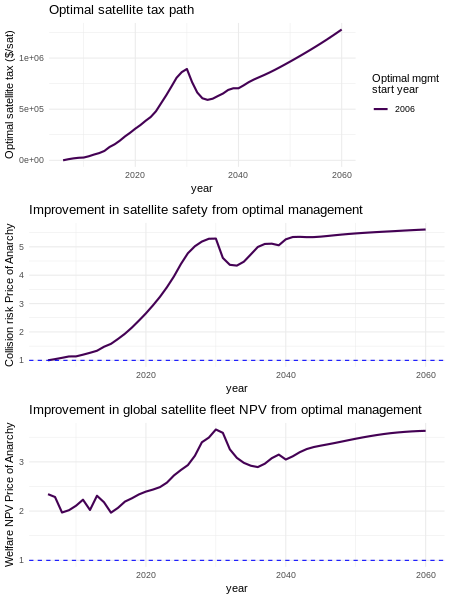 Optimal satellite tax path
Optimal satellite tax ($/sat)
1e+06
5e+05
0e+00
2020
2040
2060
year
Optimal mgmt
start year
2006
Improvement in satellite safety from optimal management
Collision risk Price of Anarchy
5
4
3
2
1
2020
2040
2060
year
Improvement in global satellite fleet NPV from optimal management
Welfare NPV Price of Anarchy
3
2
1
2020
2040
2060
year